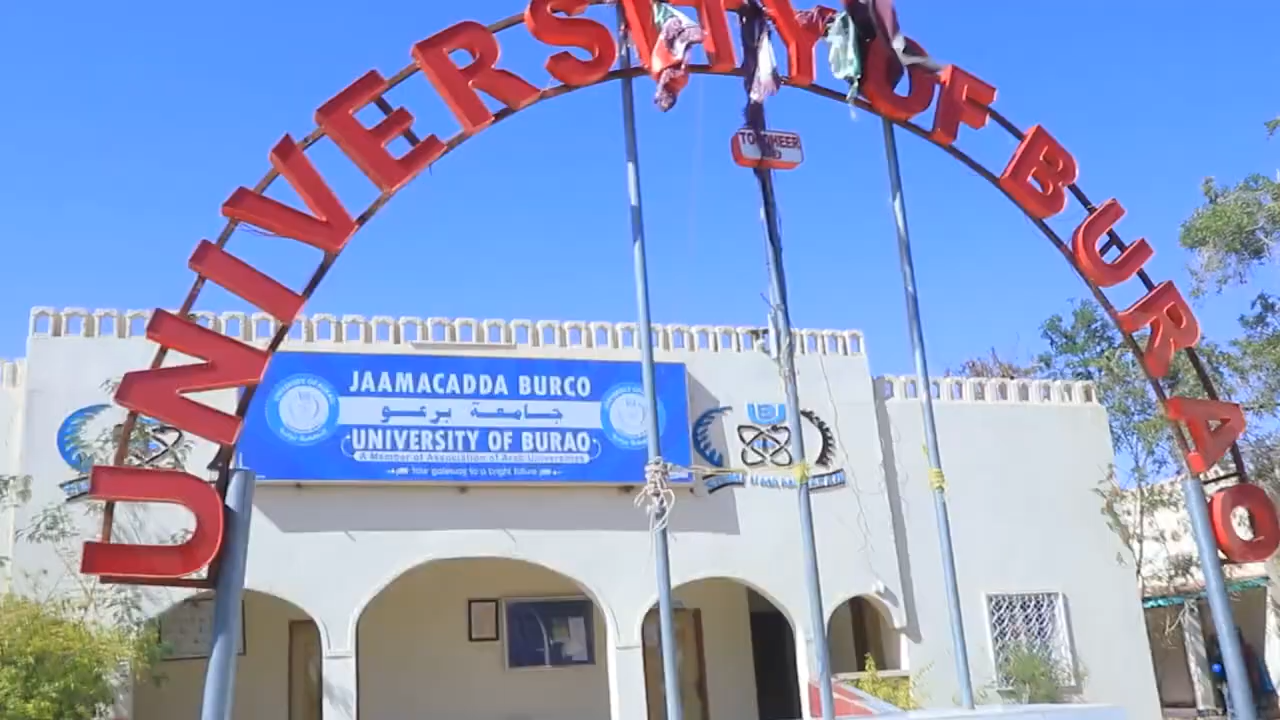 UNIVERSITY OF BURAO
JAAMACADDA BURCO
جامعة برعو
UNIVERSITY OF BURAO
A Member of Association of Arab Universities
Your gateway to a bright future